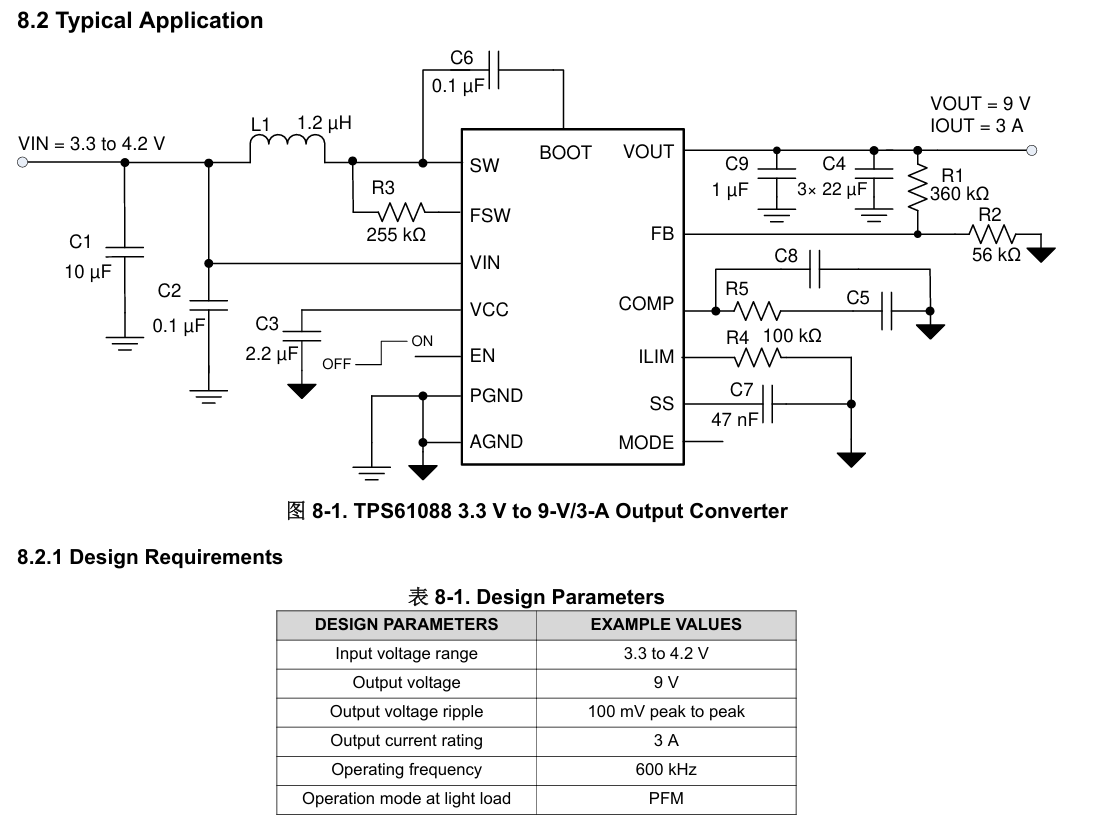 8.2 Typical Application
C6
0.1 µF
VOUT = 9 V
IOUT = 3 A
L1 1.2 µH
VIN = 3.3 to 4.2 V
BOOT
VOUT
SW
C9
1 µF
C4
3× 22 µF
R1
360 kΩ
R3
255 kΩ
FSW
R2
56 kΩ
FB
C1
10 µF
VIN
C8
C2
0.1 µF
VCC
COMP
R5
100 kΩ
C5
C3
2.2 µF
OFF
ON
EN
ILIM
R4
PGND
SS
C7
47 nF
AGND
MODE
图 8-1. TPS61088 3.3 V to 9-V/3-A Output Converter
8.2.1 Design Requirements
表 8-1. Design Parameters
DESIGN PARAMETERS EXAMPLE VALUES
Input voltage range 3.3 to 4.2 V
Output voltage 9 V
Output voltage ripple 100 mV peak to peak
Output current rating 3 A
Operating frequency 600 kHz
Operation mode at light load PFM